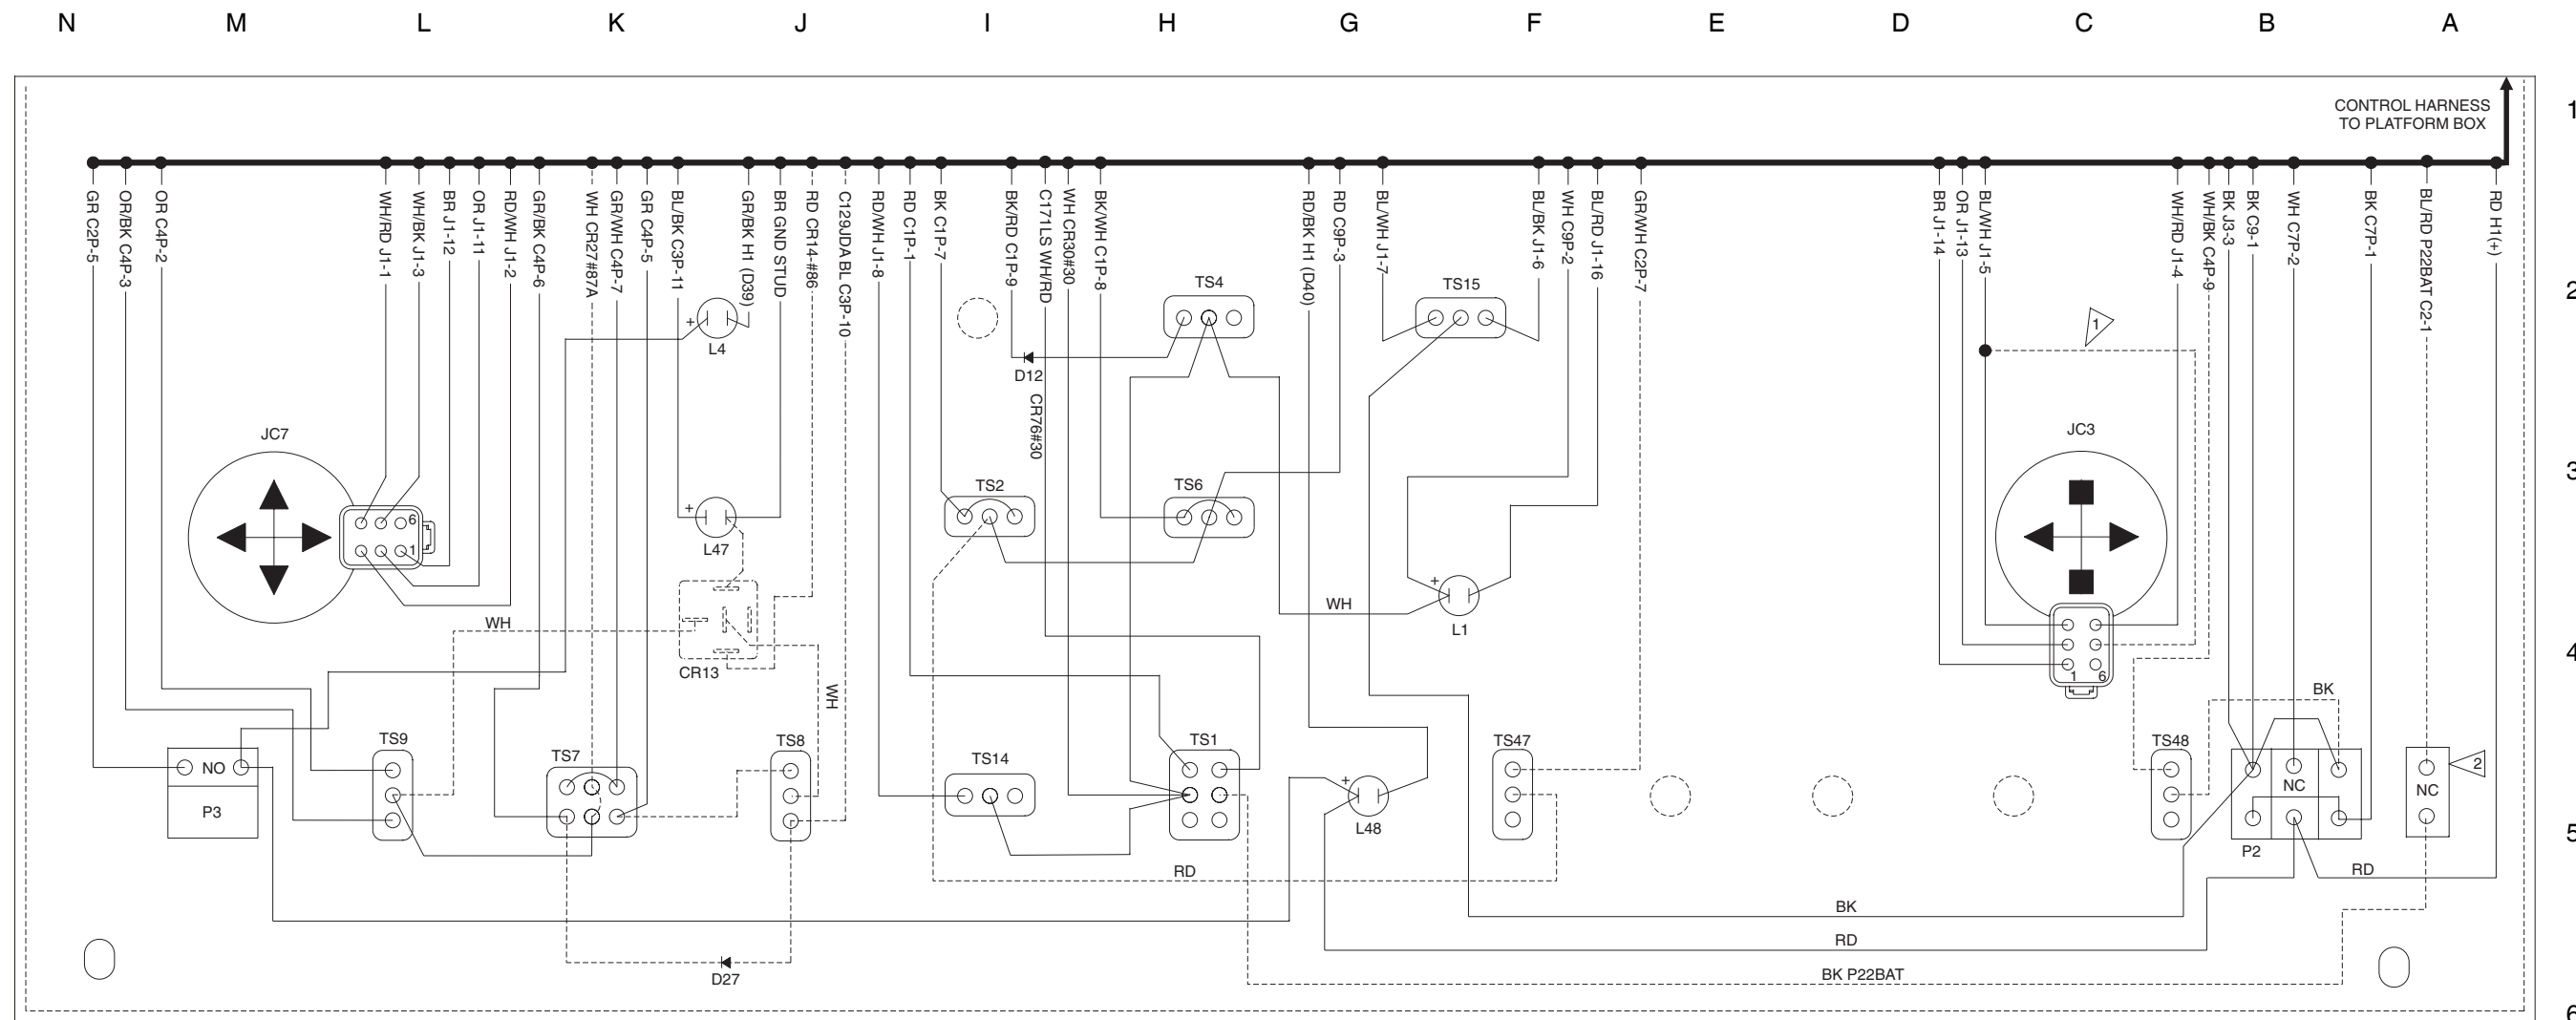 N M L K J I H G F E D C B A
CONTROL HARNESS
TO PLATFORM BOX
1
GR C2P-5
OR/BK C4P-3
OR C4P-2
WH/RD J1-1
WH/BK J1-3
BR J1-12
OR J1-11
RD/WH J1-2
GR/BK C4P-6
WH CR27#87A
GR/WH C4P-7
GR C4P-5
BL/BK C3P-11
GR/BK H1 (D39)
BR GND STUD
RD CR14-#86
C129JDA BL C3P-10
RD/WH J1-8
RD C1P-1
BK C1P-7
BK/RD C1P-9
C171LS WH/RD
CR76#30
WH CR30#30
BK/WH C1P-8
RD/BK H1 (D40)
RD C9P-3
BL/WH J1-7
BL/BK J1-6
WH C9P-2
BL/RD J1-16
GR/WH C2P-7
BR J1-14
OR J1-13
BL/WH J1-5
WH/RD J1-4
WH/BK C4P-9
BK J3-3
BK C9-1
WH C7P-2
BK C7P-1
BL/RD P22BAT C2-1
RD H1(+)
2
TS4
TS15
1
+
L4
D12
JC7
JC3
3
TS2
TS6
+
L47
6
1
+
WH
L1
WH
CR13
4
1 6
WH
BK
TS9
TS7
TS8
TS14
TS1
TS47
TS48
NO
P3
+
L48
NC
P2
NC
2
5
RD
RD
BK
RD
BK P22BAT
D27
6